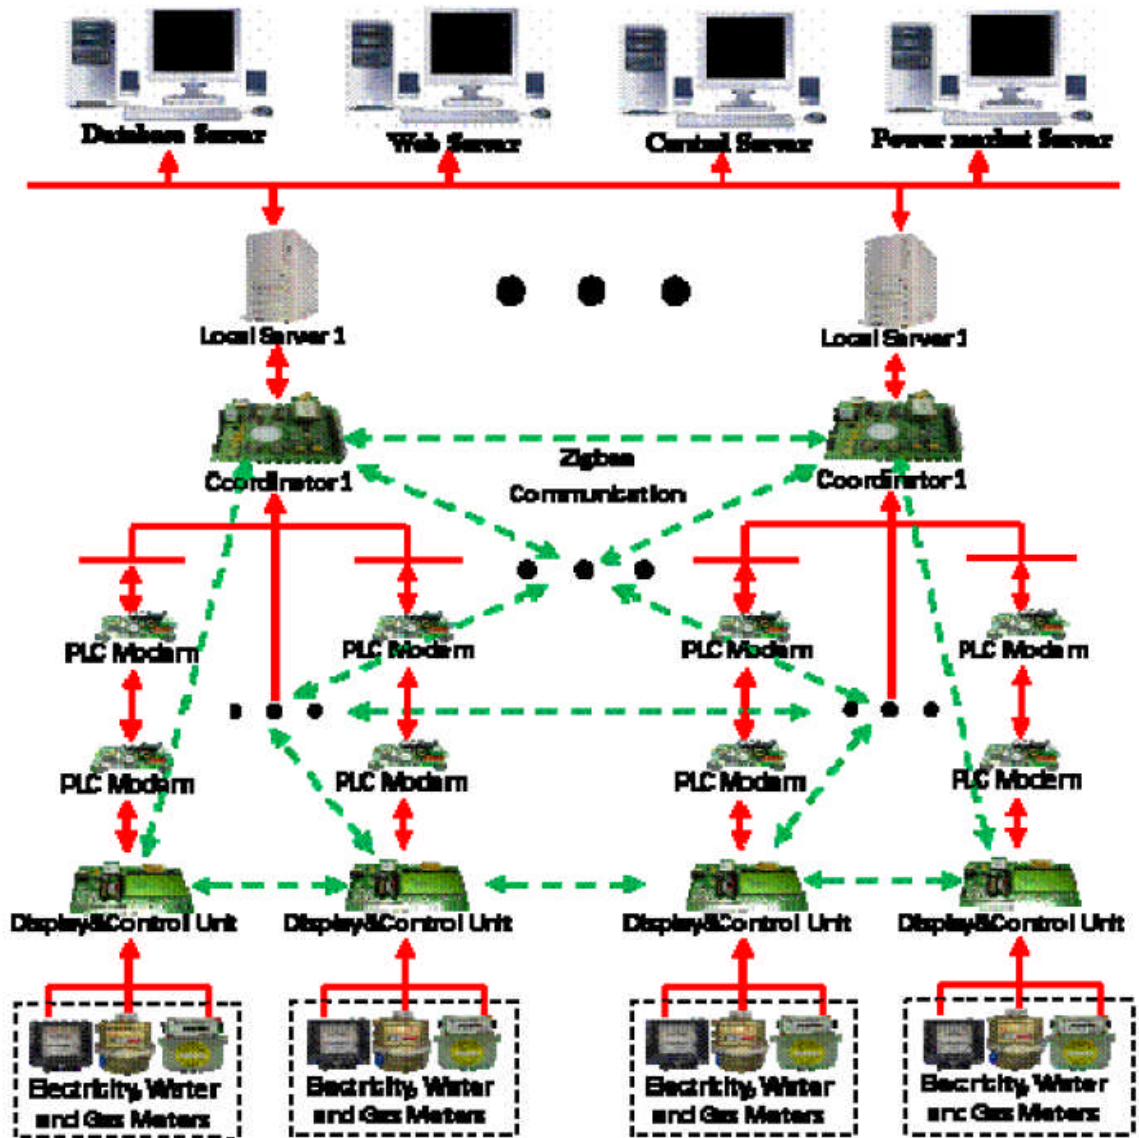 Database Server
Web Server
Control Server
Power market Server
Local Server 1
Local Server 1
Coordinator 1
Zigbee
Communication
Coordinator 1
PLC Modem
PLC Modem
PLC Modem
PLC Modem
PLC Modem
PLC Modem
PLC Modem
PLC Modem
Display&Control Unit
Display&Control Unit
Display&Control Unit
Display&Control Unit
Electricity, Water
and Gas Meters
Electricity, Water
and Gas Meters
Electricity, Water
and Gas Meters
Electricity, Water
and Gas Meters